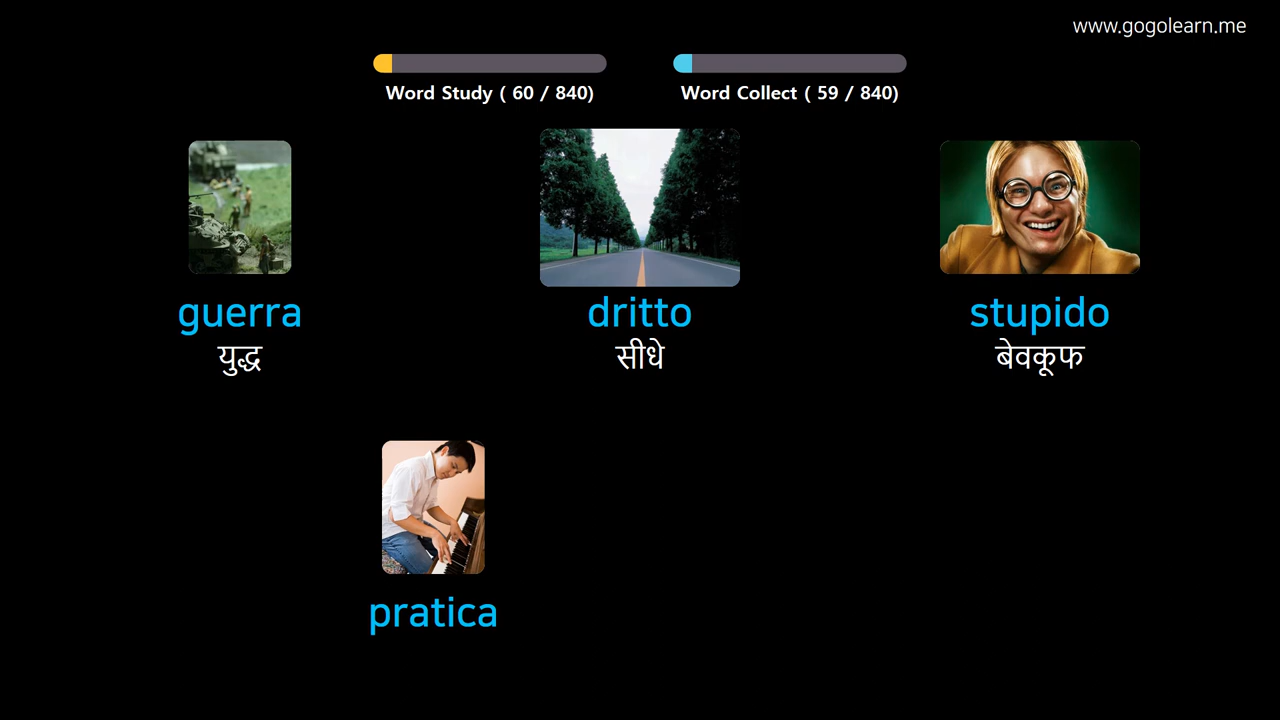 www.gogolearn.me
Word Study ( 60 / 840)
Word Collect ( 59 / 840)
guerra
युद्ध
dritto
सीधे
stupido
बेवकूफ
pratica